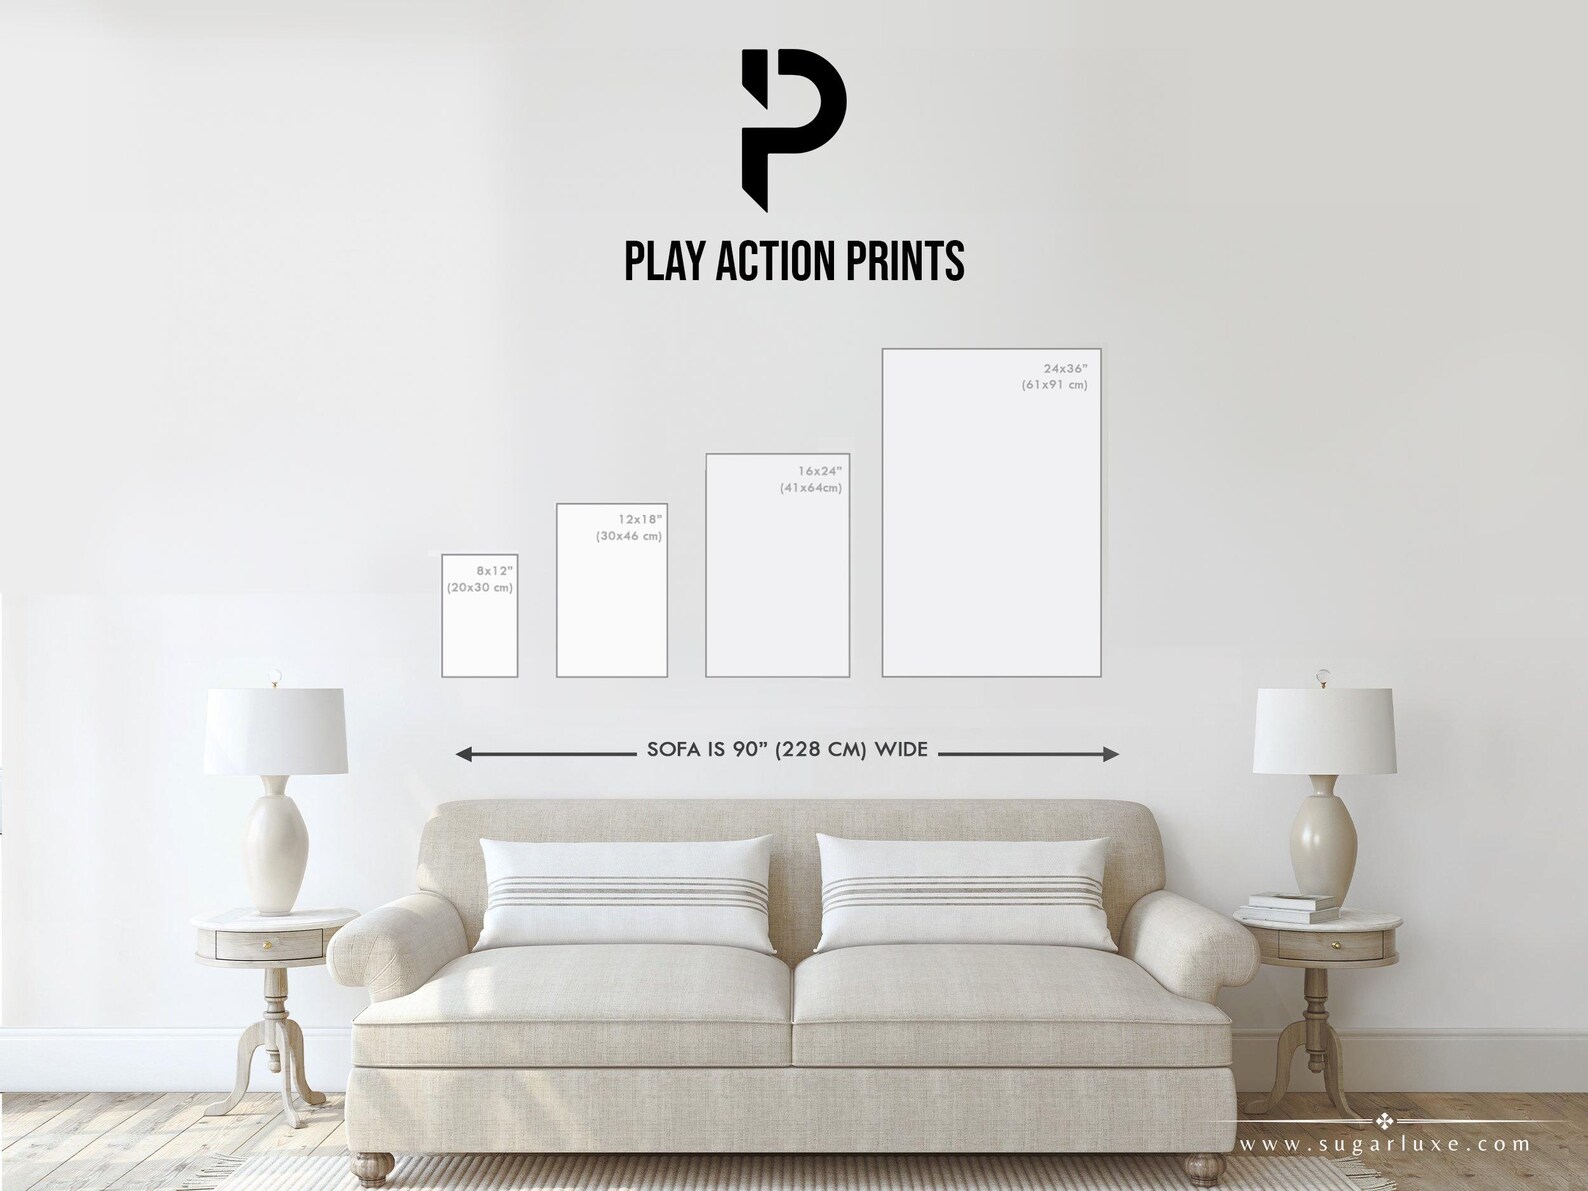 PLAY ACTION PRINTS
24x36"
(61x91 cm)
16x24"
(41x64cm)
12x18"
(30x46 cm)
8x12"
(20x30 cm)
SOFA IS 90” (228 CM) WIDE
www.sugarluxe.com